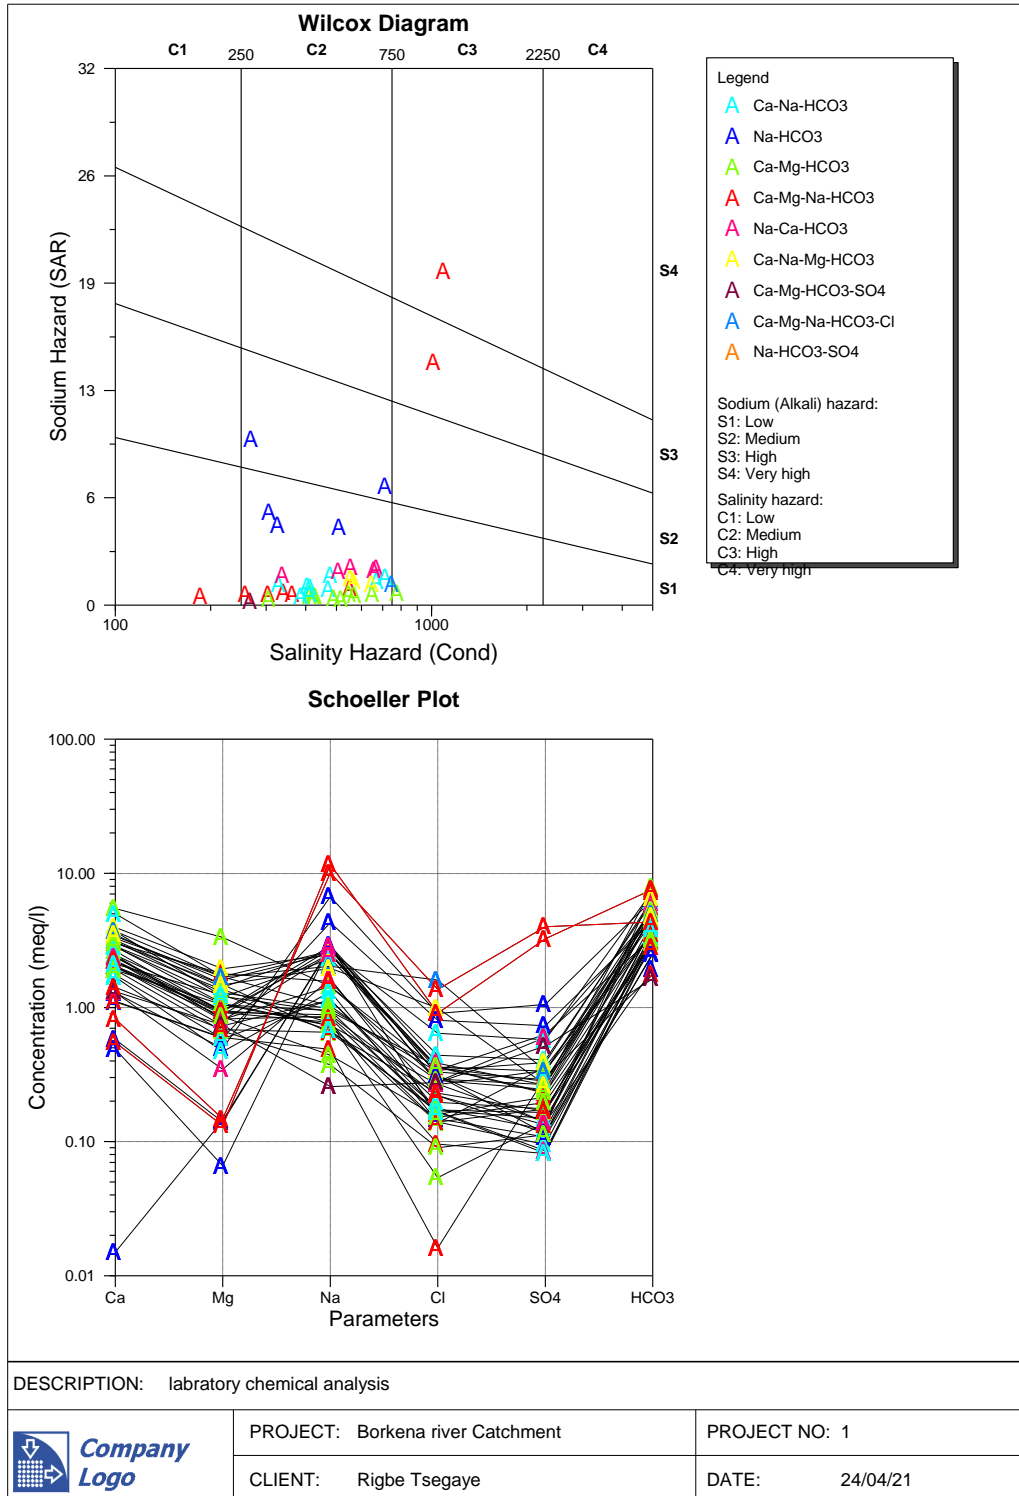 Wilcox Diagram
C1 250 C2 750 C3 2250 C4
32
26
19
13
6
0
Sodium Hazard (SAR)
S4
S3
S2
S1
100 1000
Salinity Hazard (Cond)
Legend
A Ca-Na-HCO3
A Na-HCO3
A Ca-Mg-HCO3
A Ca-Mg-Na-HCO3
A Na-Ca-HCO3
A Ca-Na-Mg-HCO3
A Ca-Mg-HCO3-SO4
A Ca-Mg-Na-HCO3-Cl
A Na-HCO3-SO4
Sodium (Alkali) hazard:
S1: Low
S2: Medium
S3: High
S4: Very high
Salinity hazard:
C1: Low
C2: Medium
C3: High
C4: Very high
Schoeller Plot
100.00
10.00
1.00
0.10
0.01
Concentration (meq/l)
Ca Mg Na Cl SO4 HCO3
Parameters
DESCRIPTION: labratory chemical analysis
Company
Logo
PROJECT: Borkena river Catchment
PROJECT NO: 1
CLIENT: Rigbe Tsegaye
DATE: 24/04/21